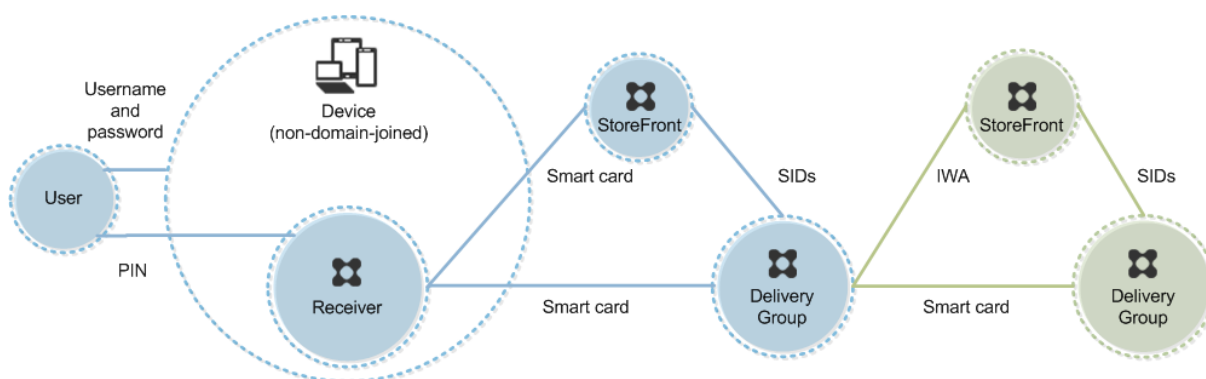 Username
and
password
User
PIN
Device
(non-domain-joined)
Receiver
StoreFront
Smart card
SIDs
Smart card
Delivery
Group
StoreFront
IWA
SIDs
Smart card
Delivery
Group